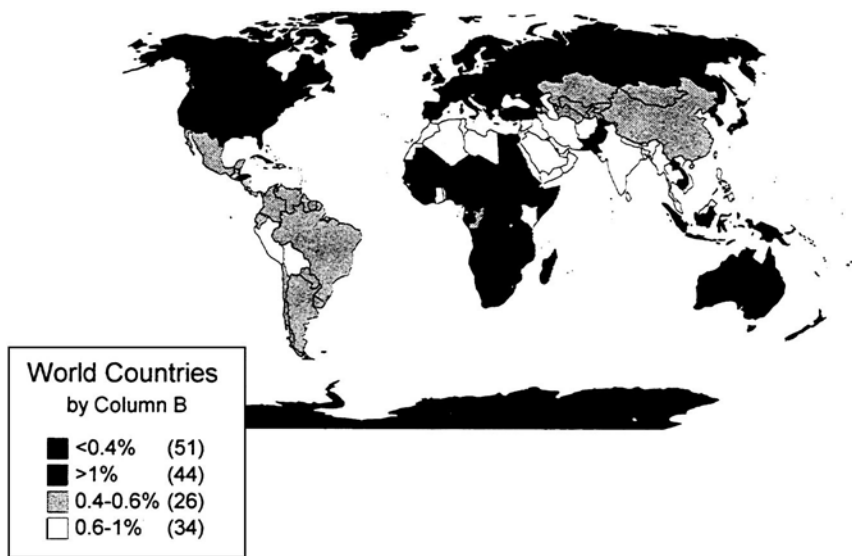 World Countries
by Column B
<0.4% (51)
>1% (44)
0.4-0.6% (26)
0.6-1% (34)